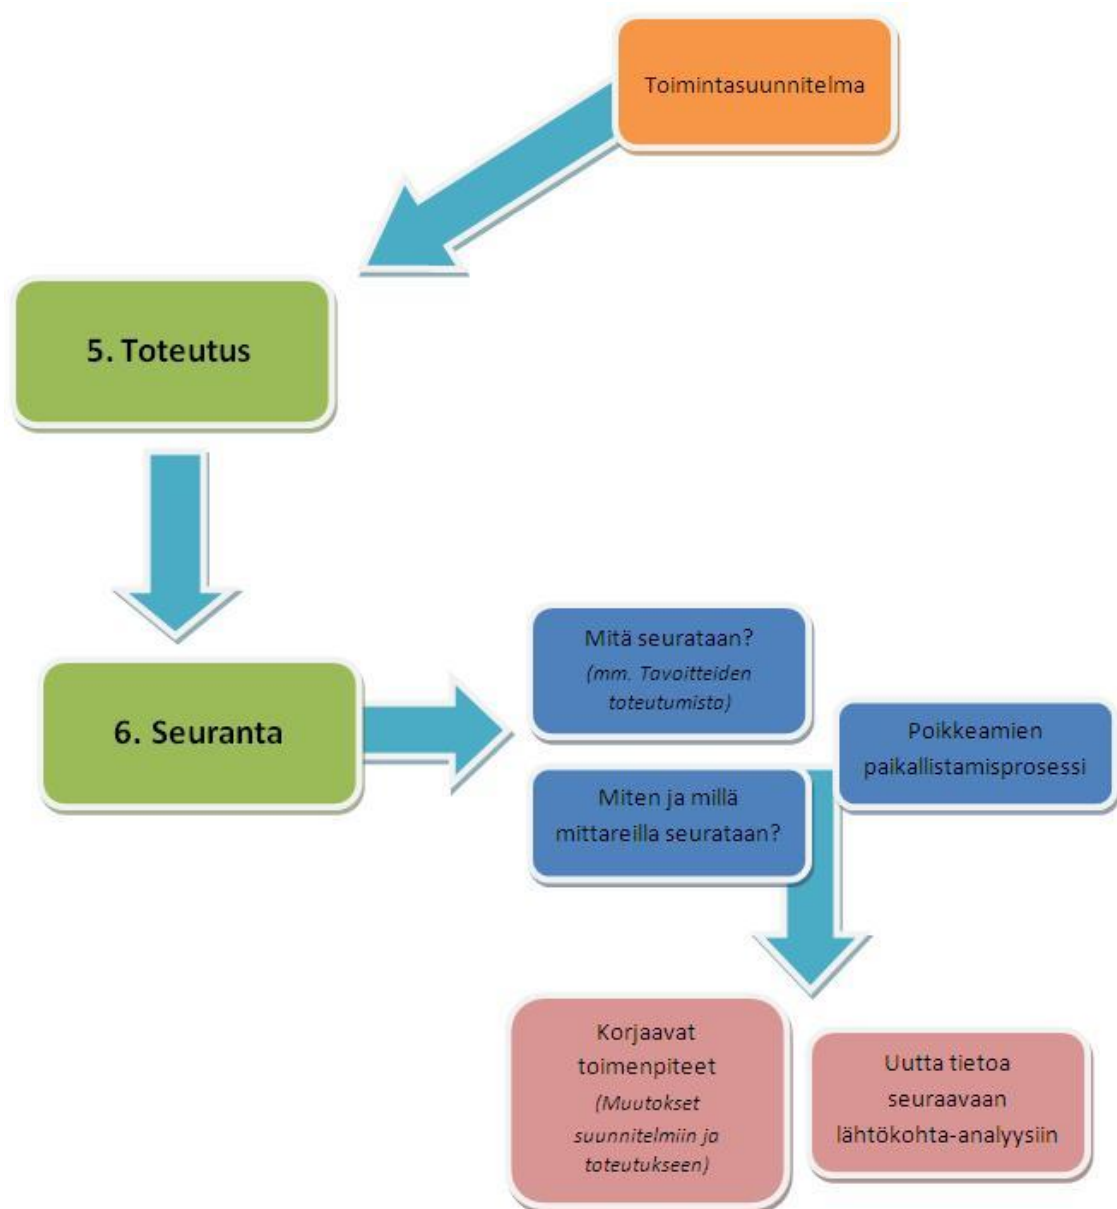 Toimintasuunnitelma
5. Toteutus
6. Seuranta
Mitä seurataan?
(mm. Tavoitteiden
toteutumista)
Poikkeamien
paikallistamisprosessi
Miten ja millä
mittareilla seurataan?
Korjaavat
toimenpiteet
(Muutokset
suunnitelmiin ja
toteutukseen)
Uutta tietoa
seuraavaan
lähtökohta-analyysiin